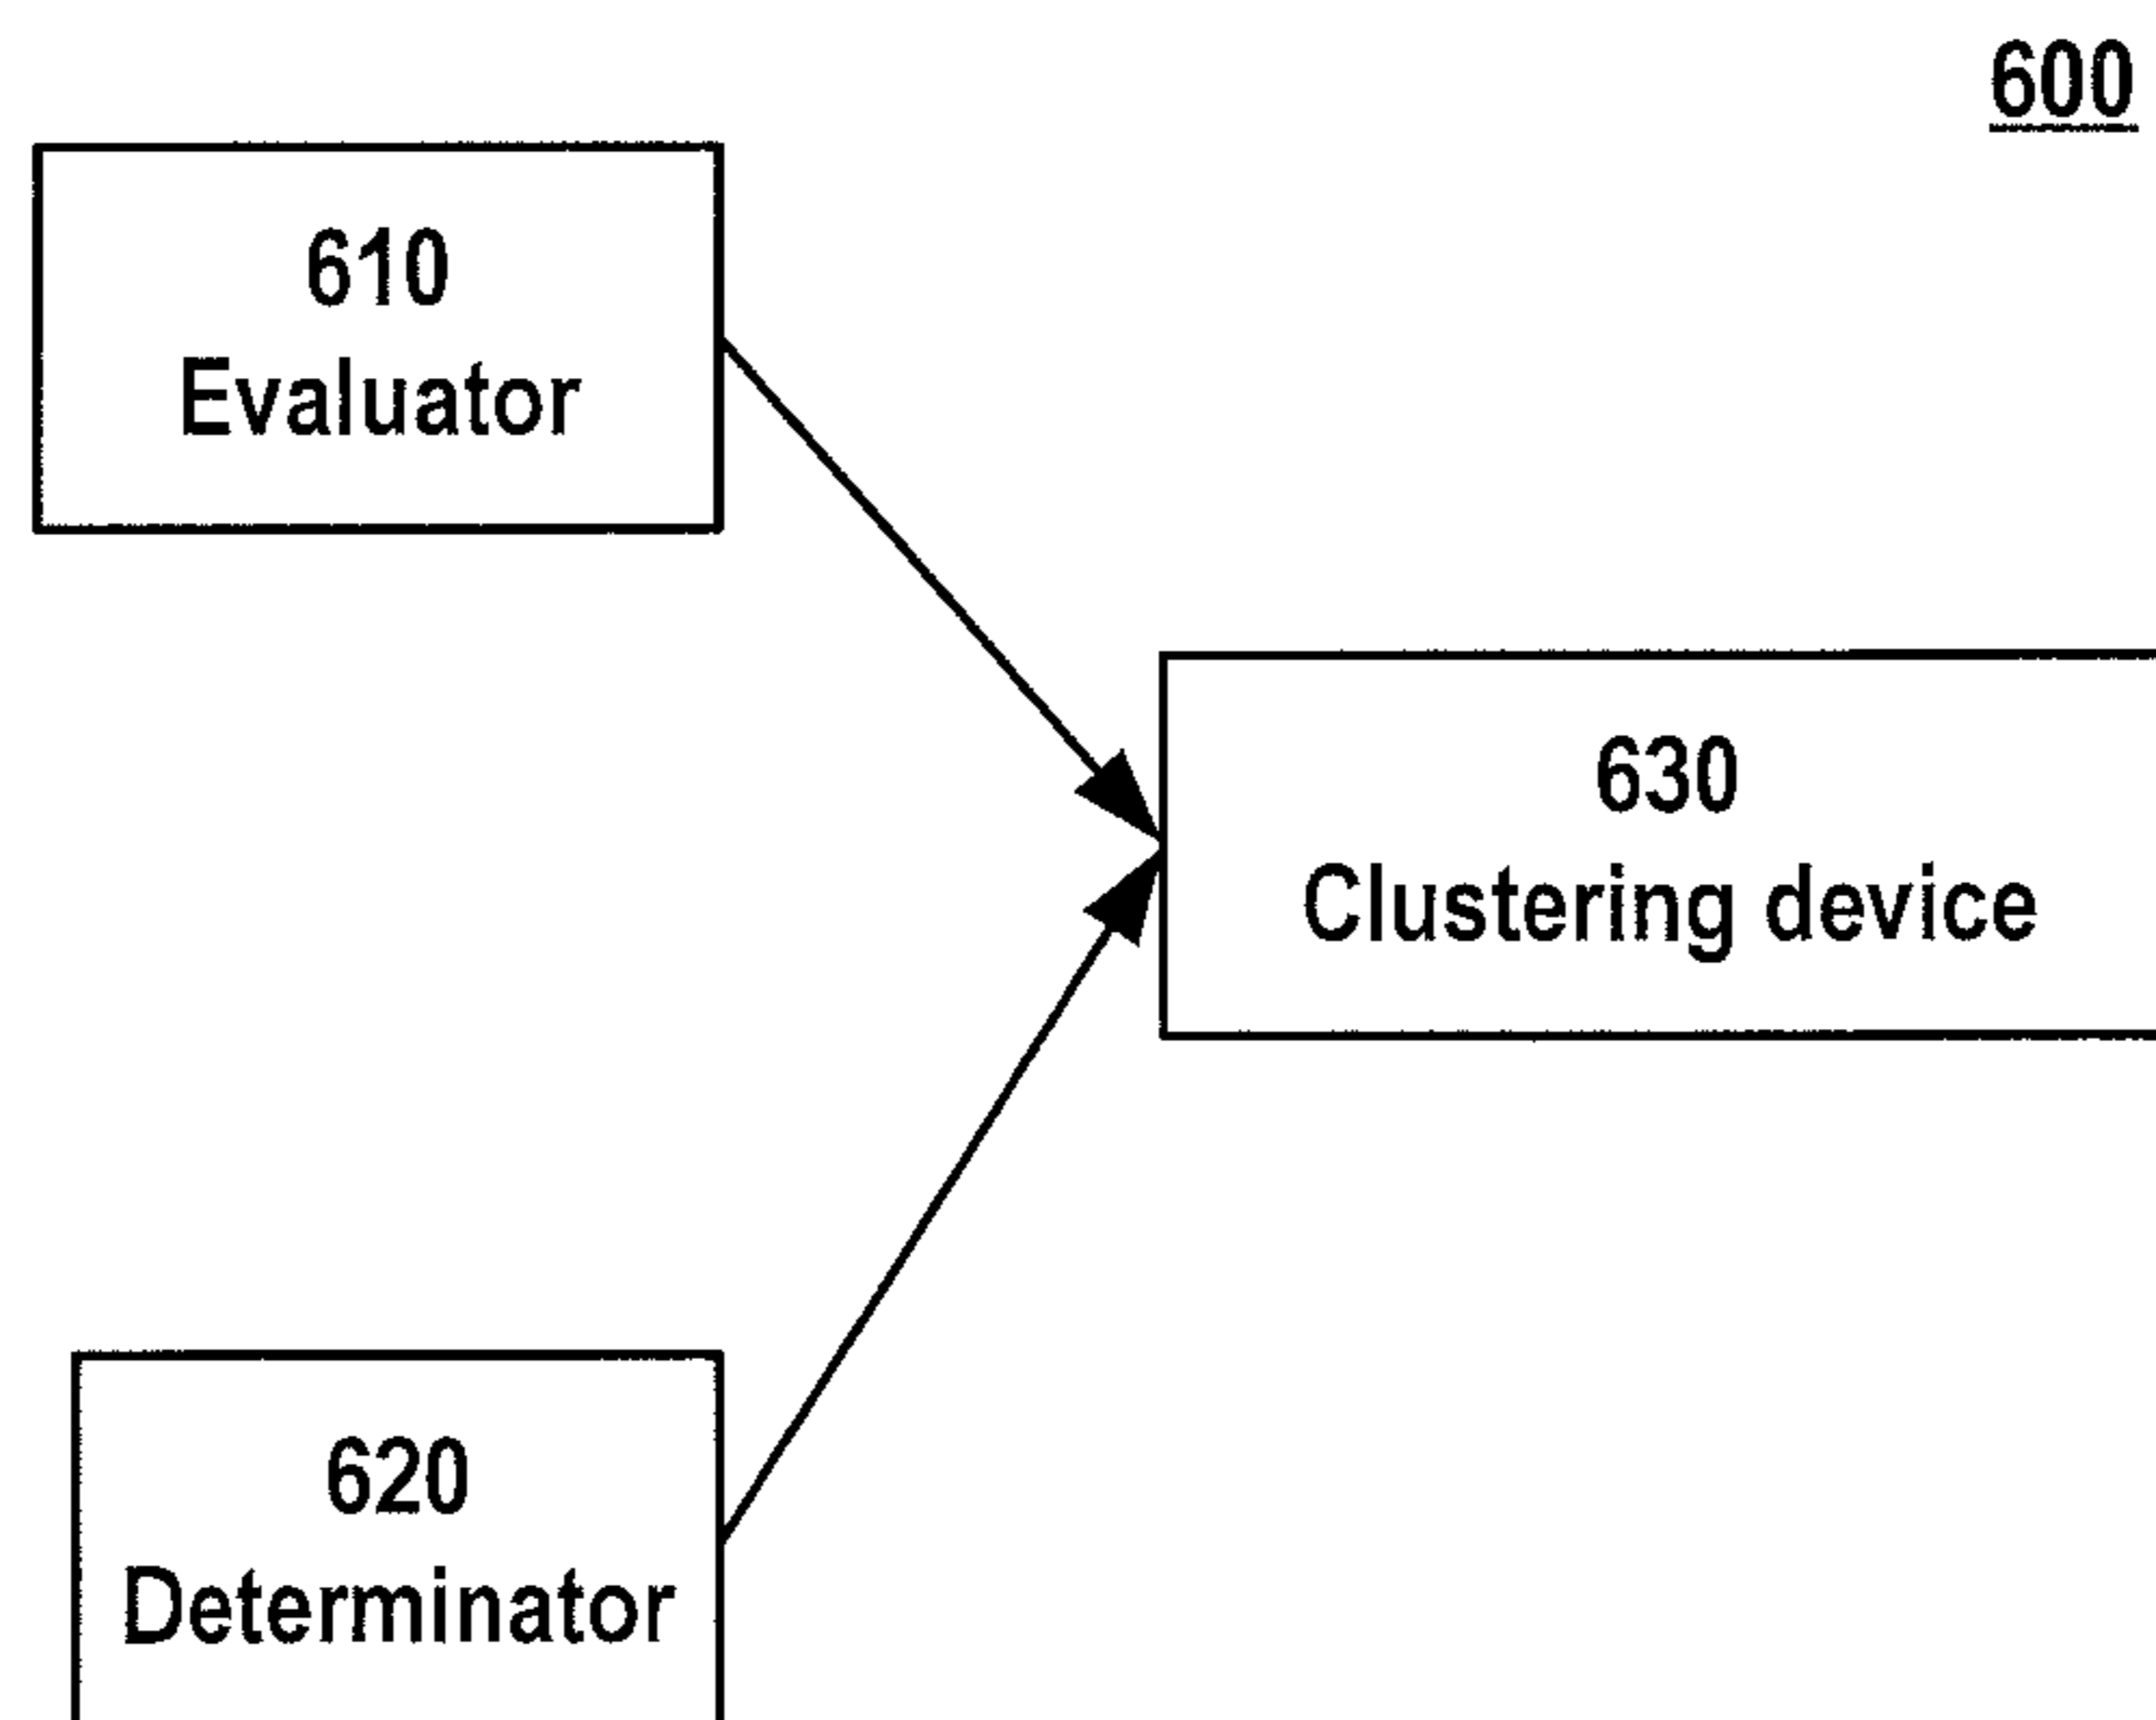 600
610
Evaluator
630
Clustering device
620
Determinator